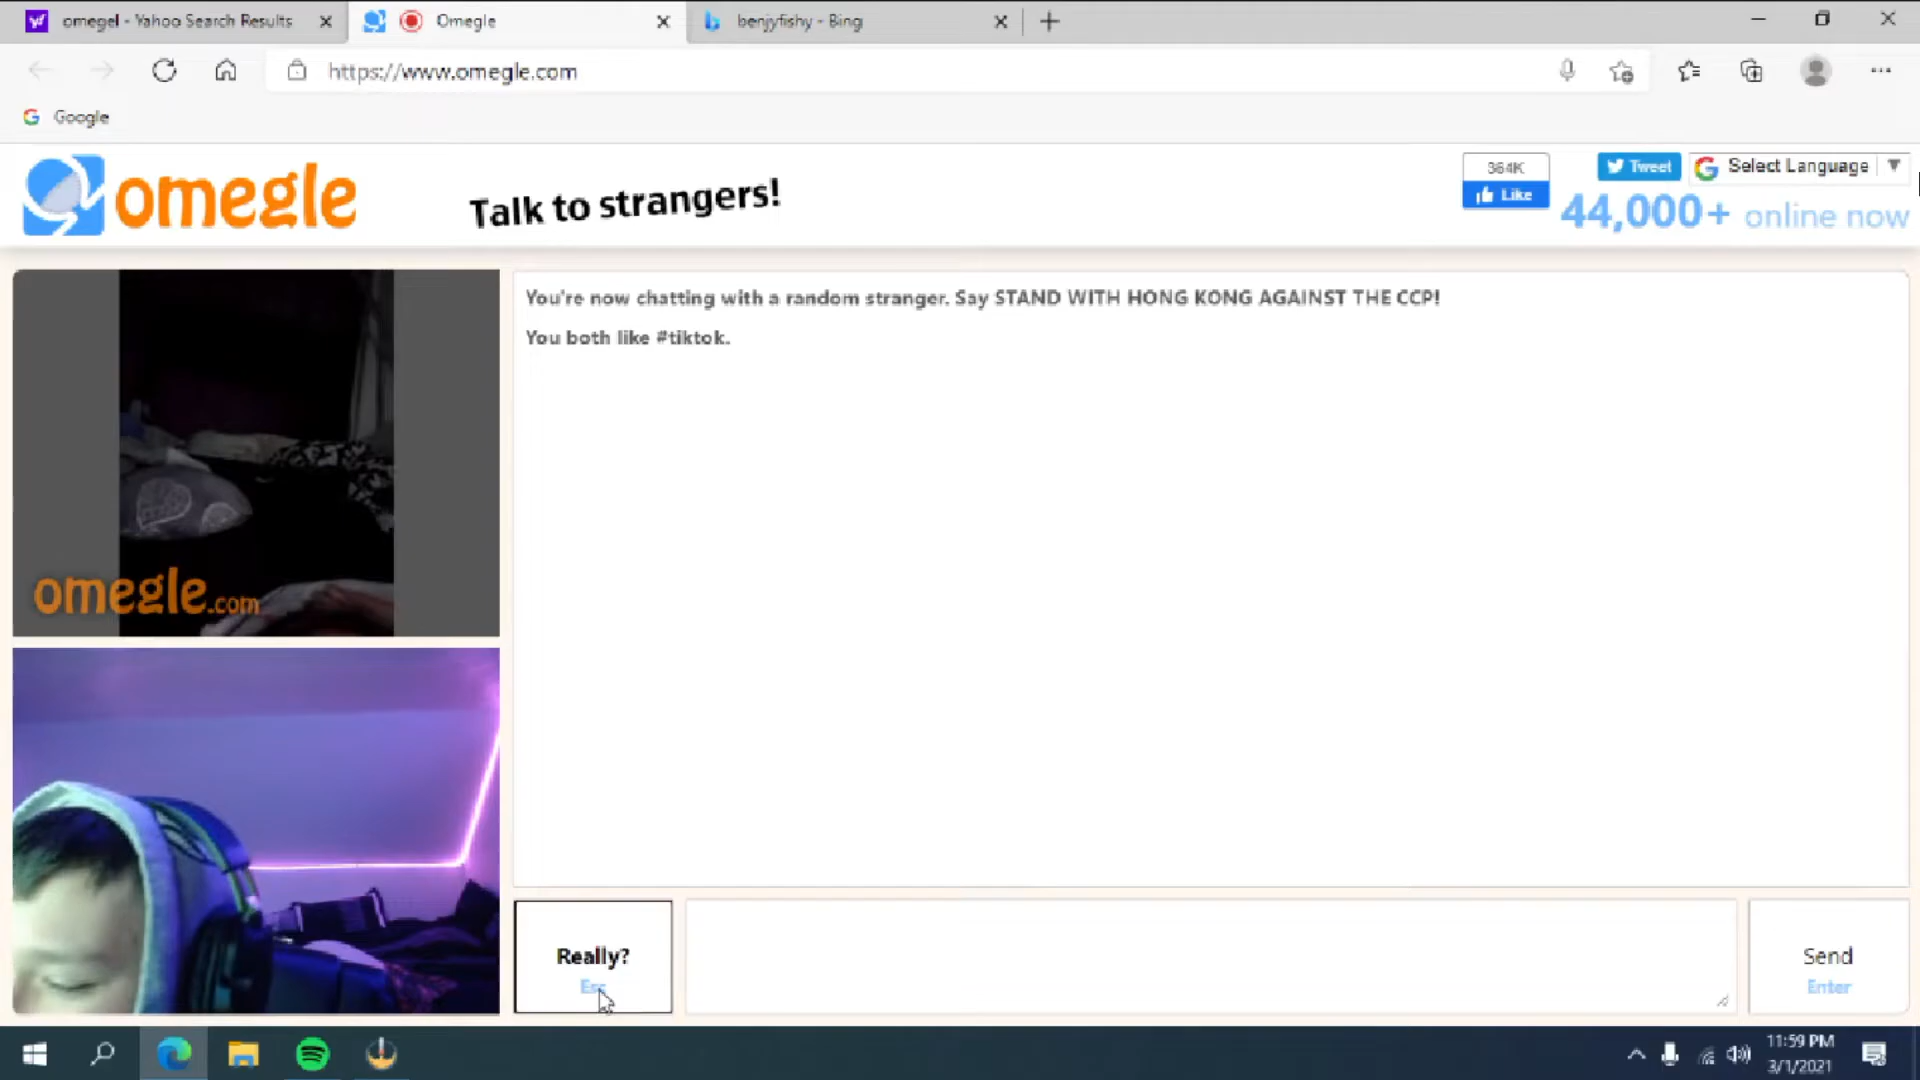 omegel - Yahoo Search Results
Omegle
benjyfishy - Bing
https://www.omegle.com
Google
omegle
Talk to strangers!
364K
Like
Tweet
Select Language
44,000+ online now
You're now chatting with a random stranger. Say STAND WITH HONG KONG AGAINST THE CCP!
You both like #tiktok.
omegle.com
Really?
Esc
Send
Enter
11:59 PM
3/1/2021